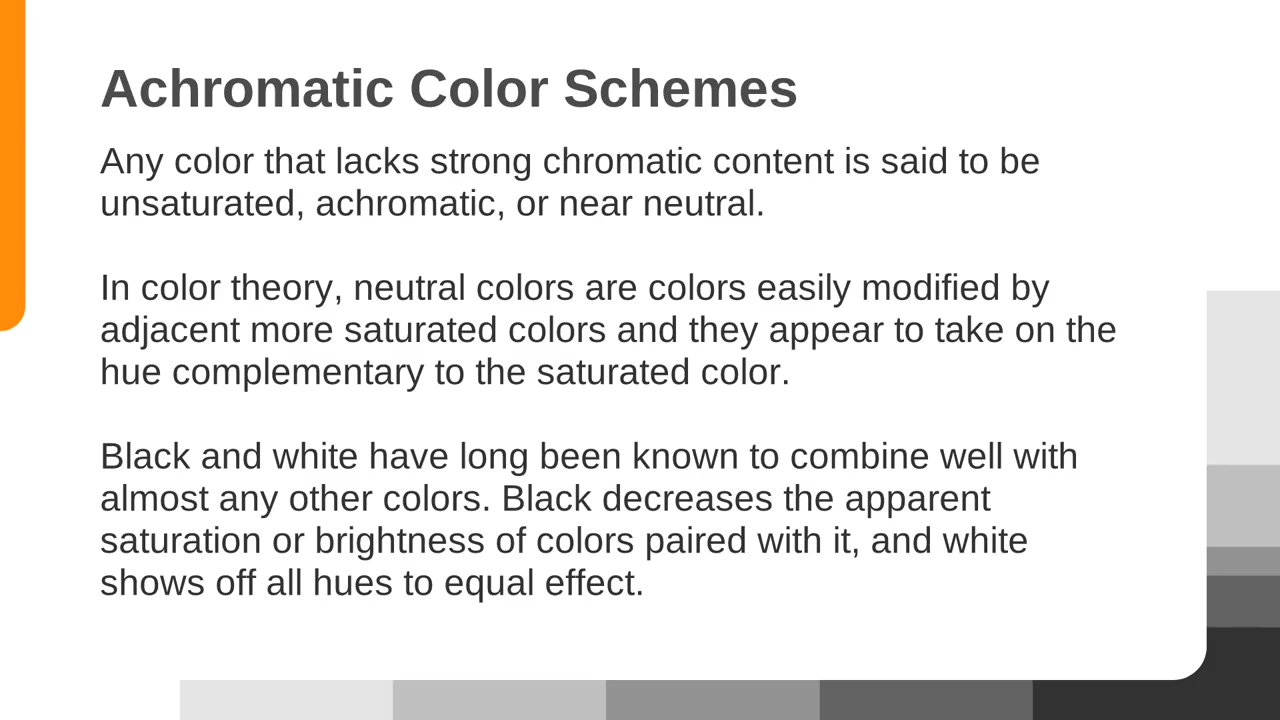 Achromatic Color Schemes
Any color that lacks strong chromatic content is said to be
unsaturated, achromatic, or near neutral.
In color theory, neutral colors are colors easily modified by
adjacent more saturated colors and they appear to take on the
hue complementary to the saturated color.
Black and white have long been known to combine well with
almost any other colors. Black decreases the apparent
saturation or brightness of colors paired with it, and white
shows off all hues to equal effect.